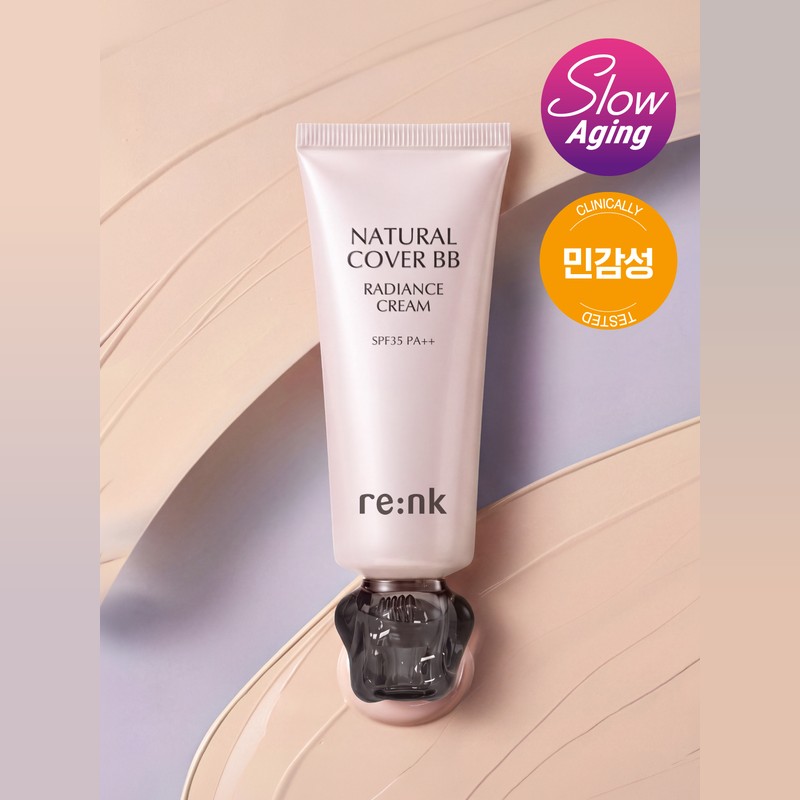 Slow
Aging
CLINICALLY
민감성
TESTED
NATURAL
COVER BB
RADIANCE
CREAM
SPF35 PA++
re:nk